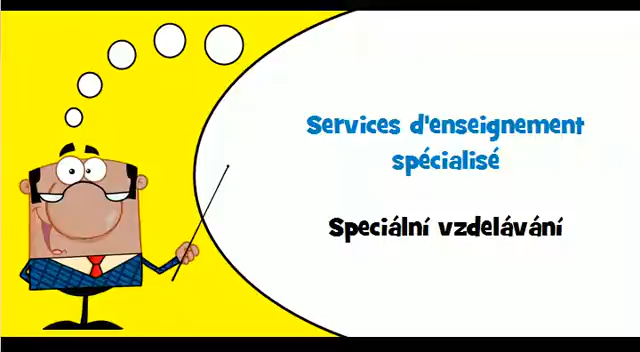 Services d'enseignement
spécialisé
Speciální vzdelávání